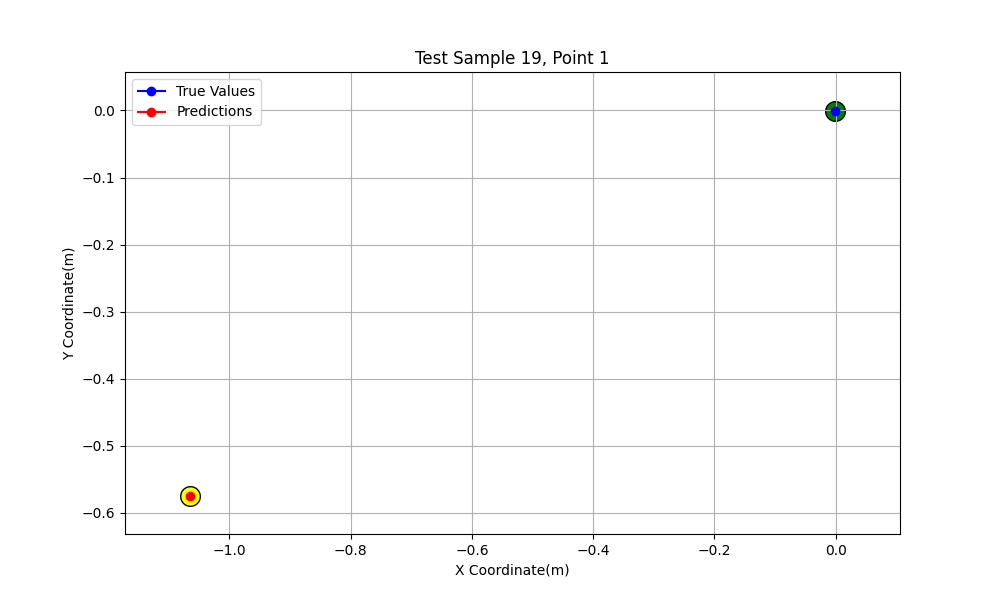 Test Sample 19, Point 1
True Values
Predictions
0.0
−0.1
−0.2
−0.3
−0.4
−0.5
−0.6
Y Coordinate(m)
−1.0 −0.8 −0.6 −0.4 −0.2 0.0
X Coordinate(m)